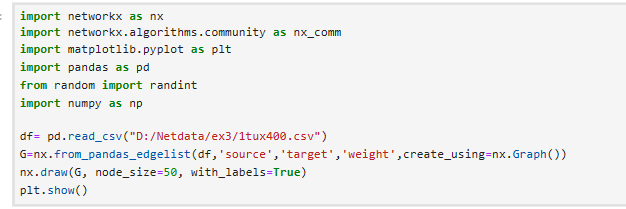 import networkx as nx
import networkx.algorithms.community as nx_comm
import matplotlib.pyplot as plt
import pandas as pd
from random import randint
import numpy as np
df= pd.read_csv("D:/Netdata/ex3/1tux400.csv")
G=nx.from_pandas_edgelist(df,'source','target','weight',create_using=nx.Graph())
nx.draw(G, node_size=50, with_labels=True)
plt.show()